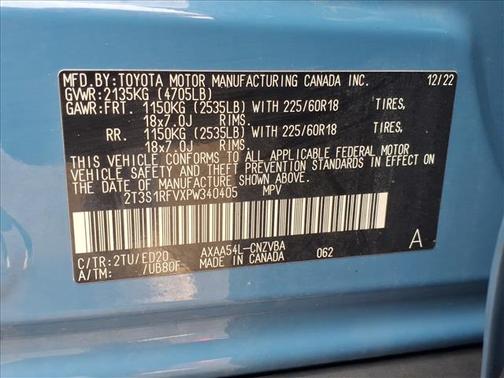 MFD.BY:TOYOTA MOTOR MANUFACTURING CANADA INC. 12/22
GVWR:2135KG (4705LB)
GAWR:FRT. 1150KG (2535LB) WITH 225/60R18 TIRES.
18x7.0J RIMS.
RR. 1150KG (2535LB) WITH 225/60R18 TIRES.
18x7.0J RIMS.
THIS VEHICLE CONFORMS TO ALL APPLICABLE FEDERAL MOTOR
VEHICLE SAFETY AND THEFT PREVENTION STANDARDS IN EFFECT
ON THE DATE OF MANUFACTURE SHOWN ABOVE.
2T3S1RFVXPW340405 MPV
C/TR:2TU/ED20 AXAA54L-CNZVBA A
A/TM: /UB80F MADE IN CANADA 062